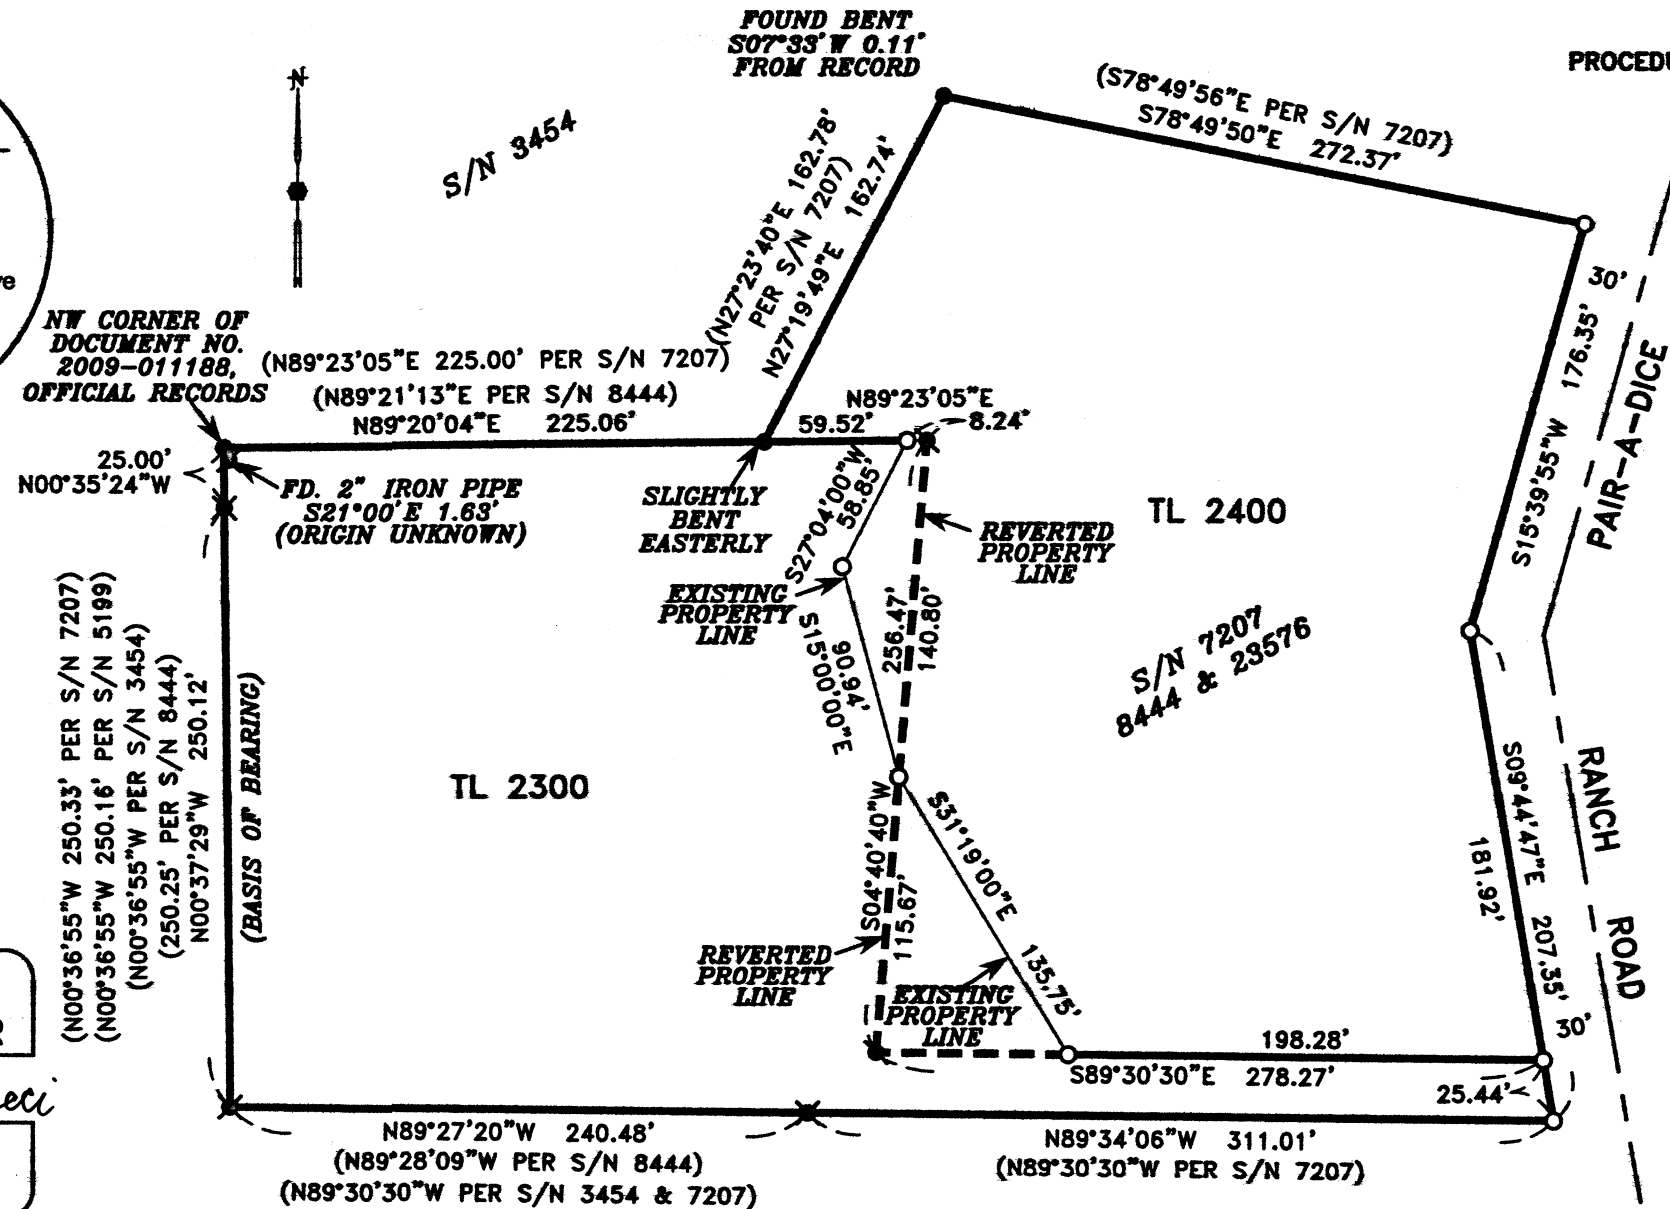 FOUND BENT
S07°33'W 0.11'
FROM RECORD
PROCEDU
N
S/N 3454
(S78°49'56"E PER S/N 7207)
S78°49'50"E 272.37'
(N27°23'40"E 162.78'
PER S/N 7207)
N27°19'49"E 162.74'
30'
ve
NW CORNER OF
DOCUMENT NO.
2009-011188,
OFFICIAL RECORDS
(N89°23'05"E 225.00' PER S/N 7207)
(N89°21'13"E PER S/N 8444)
N89°20'04"E 225.06'
59.52'
N89°23'05"E
8.24'
S15°39'55"W 176.35'
PAIR-A-DICE
25.00'
N00°35'24"W
FD. 2" IRON PIPE
S21°00'E 1.63'
(ORIGIN UNKNOWN)
SLIGHTLY
BENT
EASTERLY
S27°04'00"W
58.85'
TL 2400
REVERTED
PROPERTY
LINE
EXISTING
PROPERTY
LINE
256.47'
140.80'
S15°00'00"E
90.94'
S/N 7207
8444 & 23576
(N00°36'55"W 250.33' PER S/N 7207)
(N00°36'55"W 250.16' PER S/N 5199)
(N00°36'55"W PER S/N 3454)
(250.25' PER S/N 8444)
N00°37'29"W 250.12'
(BASIS OF BEARING)
TL 2300
S04°40'40"W
115.67'
S31°19'00"E 135.75'
S09°44'47"E 207.35'
181.92'
RANCH
ROAD
REVERTED
PROPERTY
LINE
EXISTING
PROPERTY
LINE
198.28'
S89°30'30"E 278.27'
30'
25.44'
eci
N89°27'20"W 240.48'
(N89°28'09"W PER S/N 8444)
(N89°30'30"W PER S/N 3454 & 7207)
N89°34'06"W 311.01'
(N89°30'30"W PER S/N 7207)